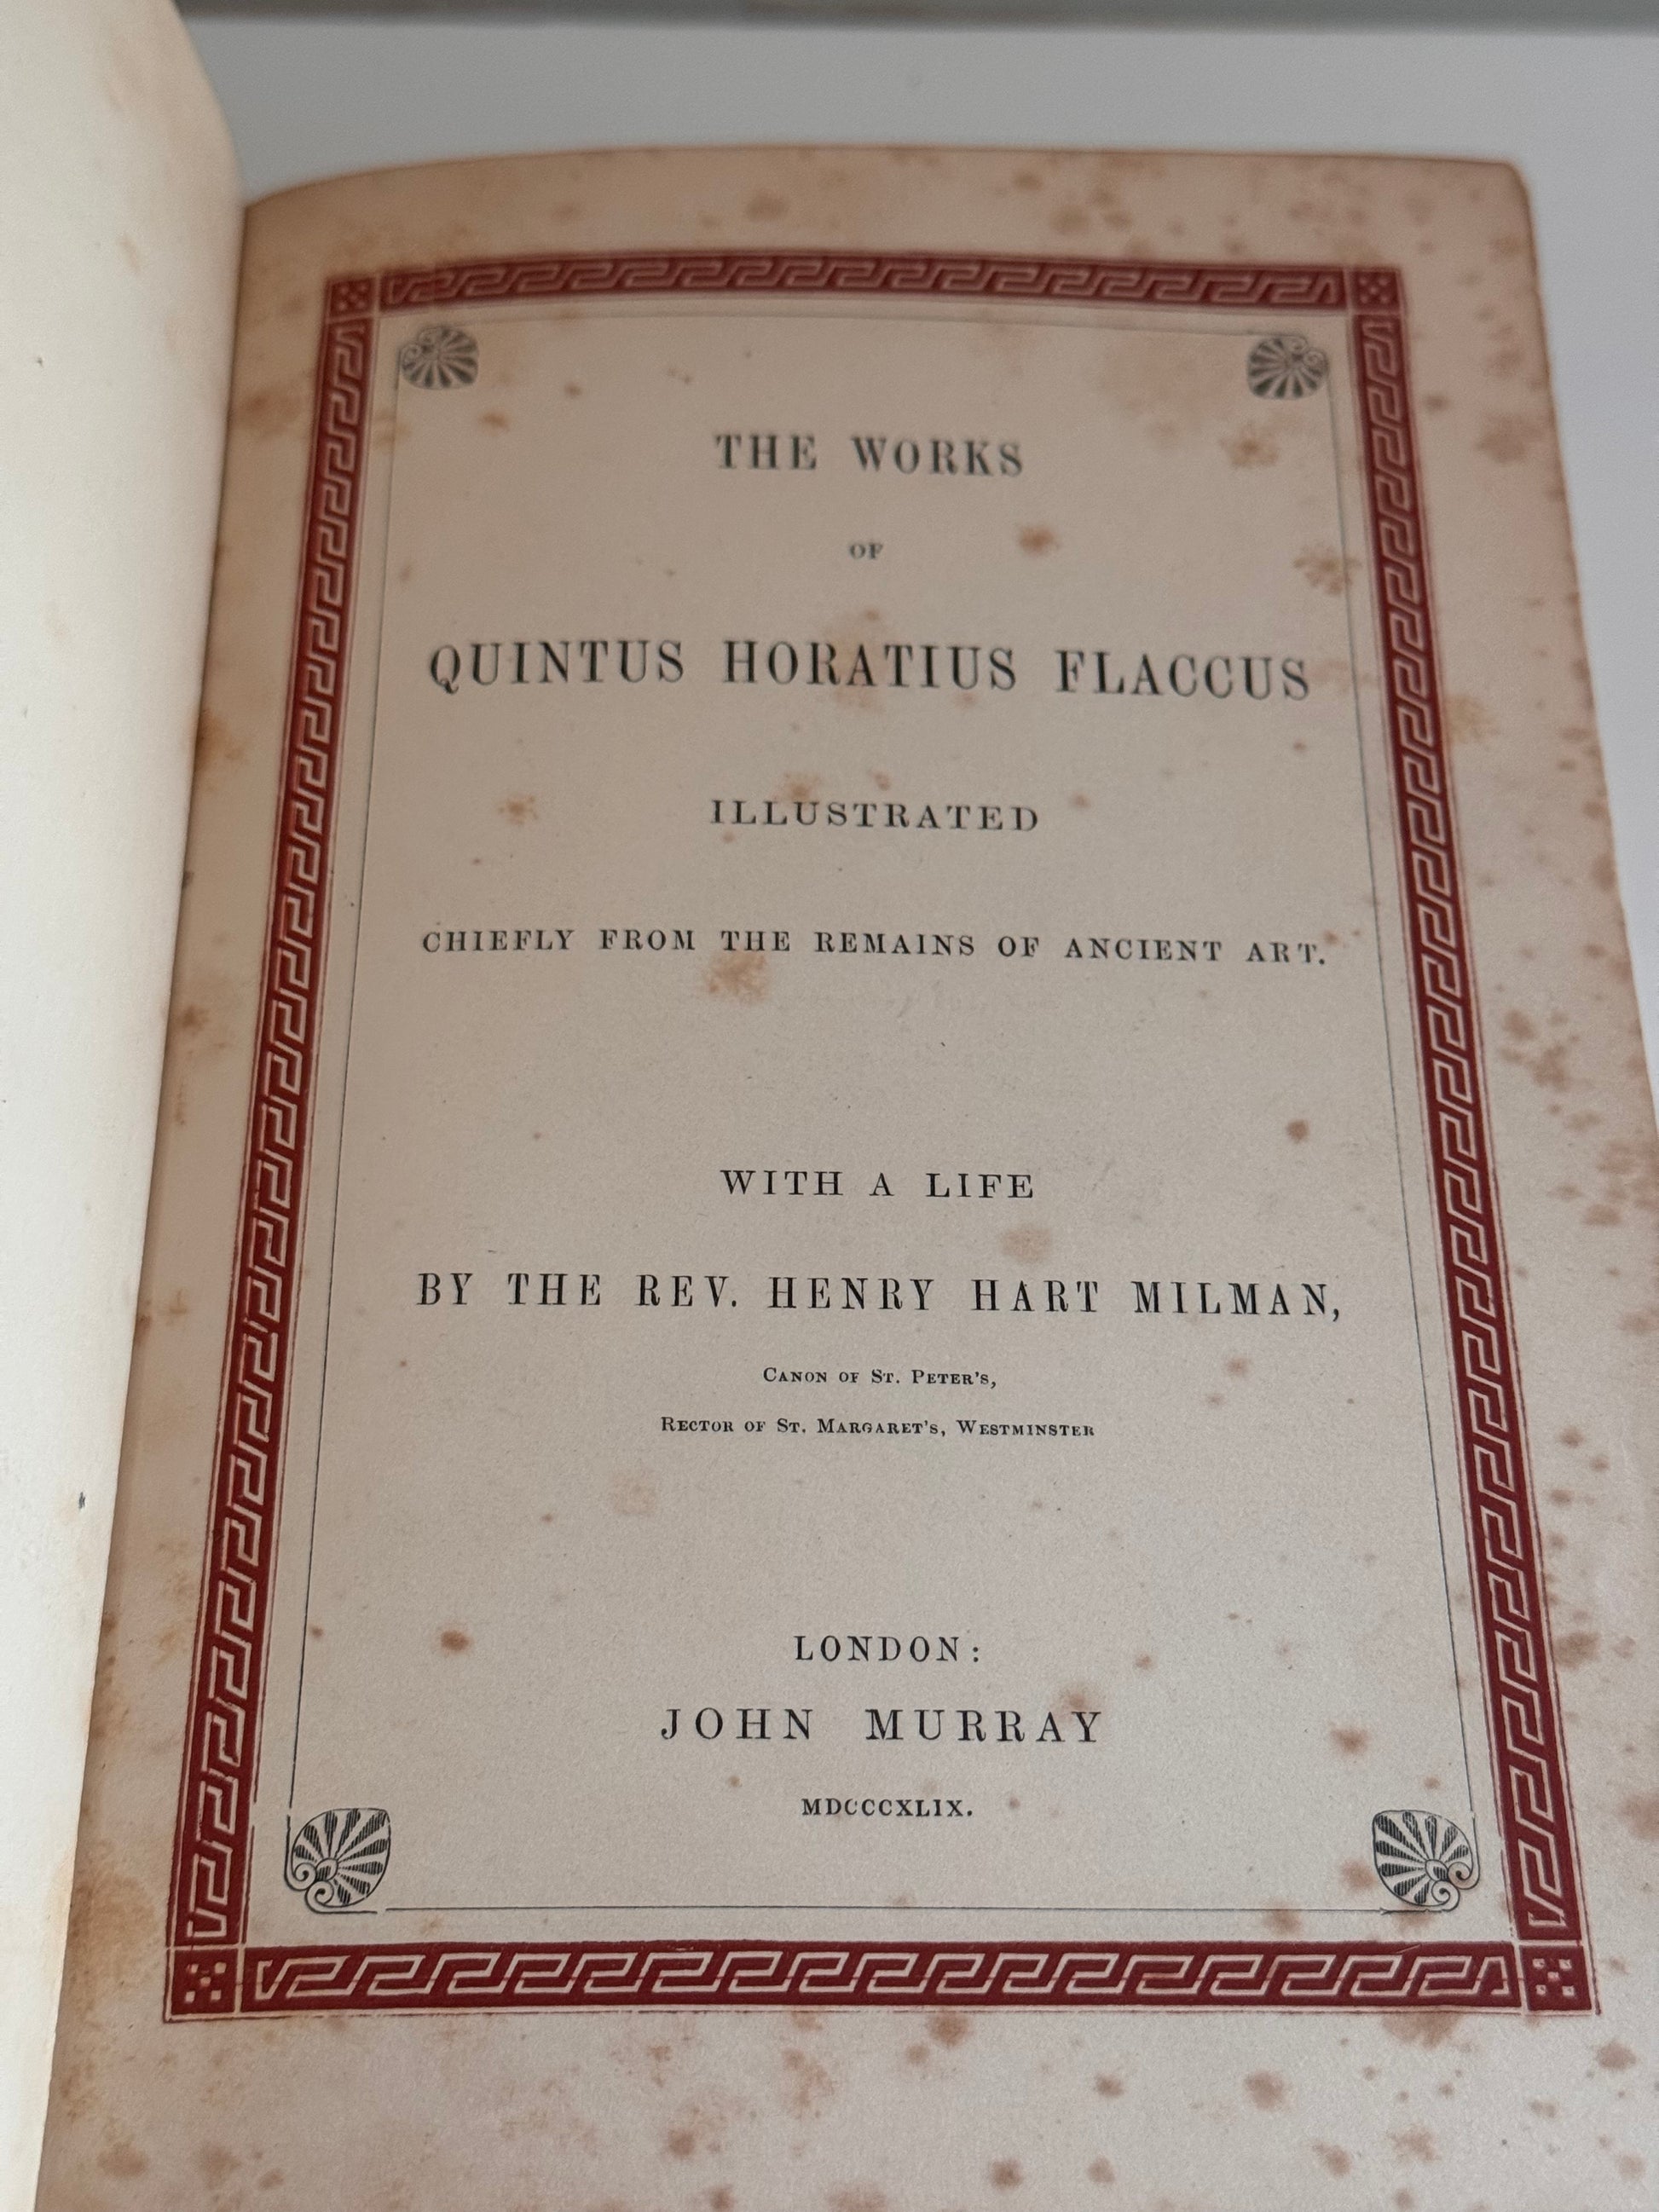 THE WORKS
OF
QUINTUS HORATIUS FLACCUS
ILLUSTRATED
CHIEFLY FROM THE REMAINS OF ANCIENT ART.
WITH A LIFE
BY THE REV. HENRY HART MILMAN,
CANON OF ST. PETER'S,
RECTOR OF ST. MARGARET'S, WESTMINSTER
LONDON:
JOHN MURRAY
MDCCCXLIX.